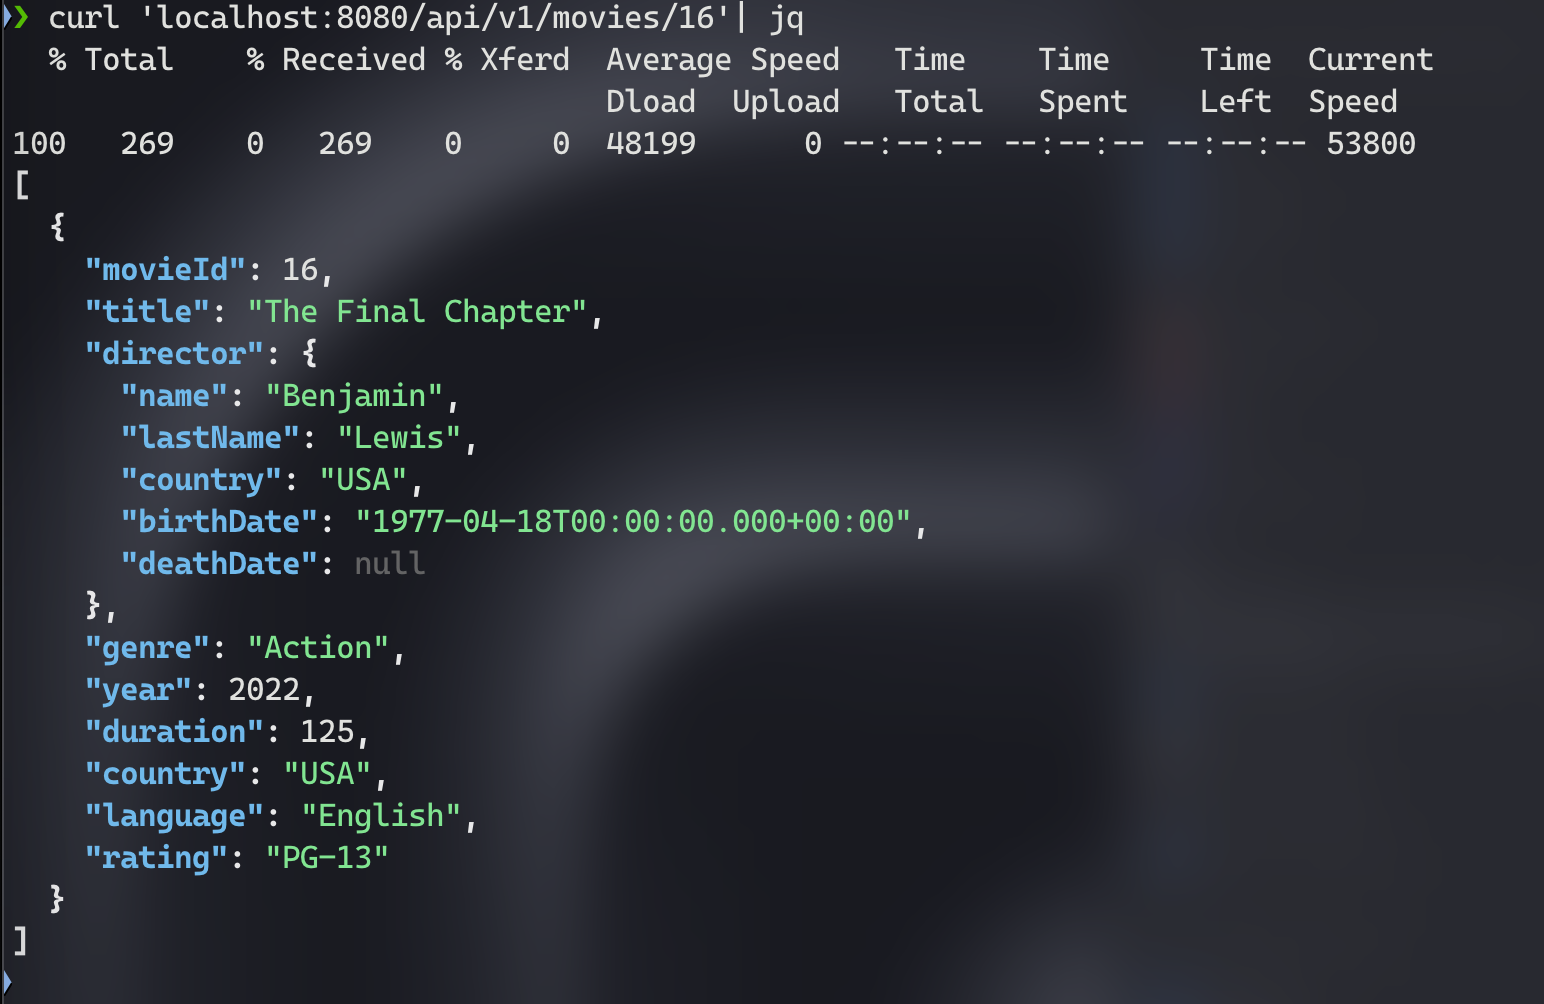 ❯ curl 'localhost:8080/api/v1/movies/16'| jq
  % Total    % Received % Xferd  Average Speed   Time    Time     Time  Current
                                 Dload  Upload   Total   Spent    Left  Speed
100   269    0   269    0     0  48199      0 --:--:-- --:--:-- --:--:-- 53800
[
  {
    "movieId": 16,
    "title": "The Final Chapter",
    "director": {
      "name": "Benjamin",
      "lastName": "Lewis",
      "country": "USA",
      "birthDate": "1977-04-18T00:00:00.000+00:00",
      "deathDate": null
    },
    "genre": "Action",
    "year": 2022,
    "duration": 125,
    "country": "USA",
    "language": "English",
    "rating": "PG-13"
  }
]